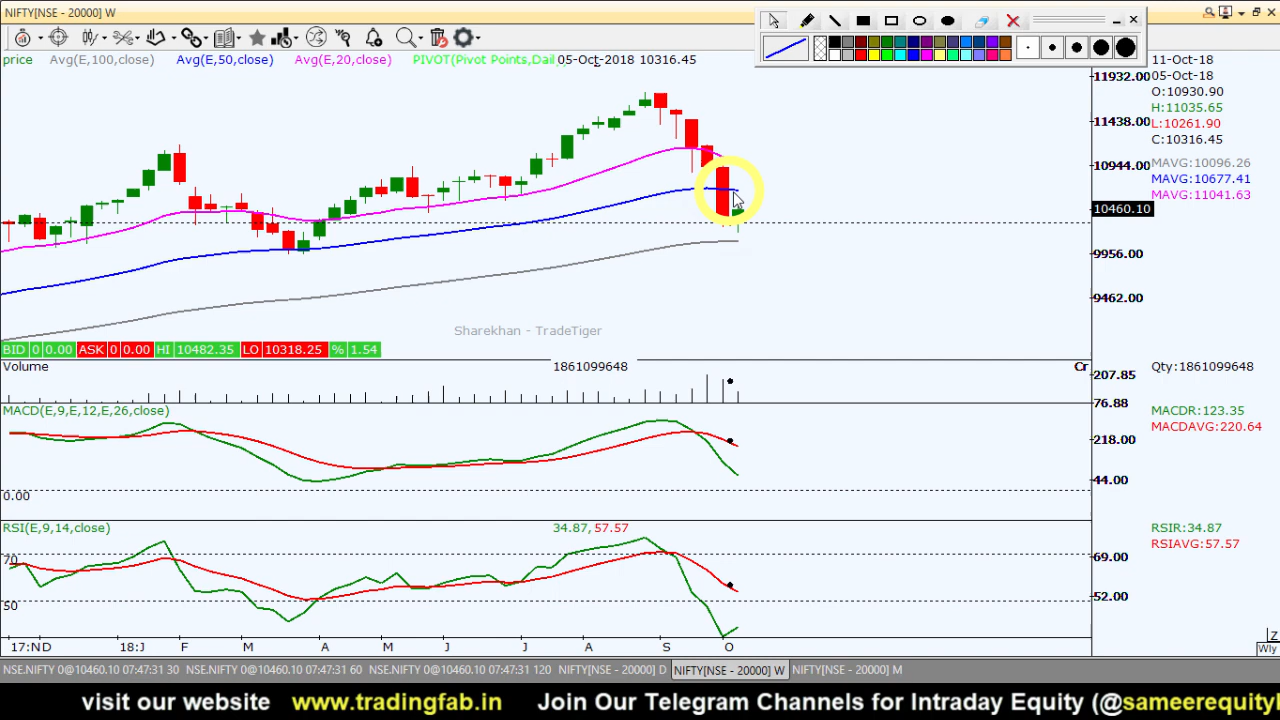 NIFTY[NSE - 20000] W
price Avg(E,100,close) Avg(E,50,close) Avg(E,20,close) PIVOT(Pivot Points,Dail 05-Oct-2018 10316.45
11-Oct-18
05-Oct-18
O:10930.90
H:11035.65
L:10261.90
C:10316.45
MAVG:10096.26
MAVG:10677.41
MAVG:11041.63
11932.00
11438.00
10944.00
10460.10
9956.00
9462.00
Sharekhan - TradeTiger
BID 0 0.00 ASK 0 0.00 HI 10482.35 LO 10318.25 % 1.54
Volume 1861099648 Cr Qty:1861099648
207.85
76.88
MACD(E,9,E,12,E,26,close) MACDR:123.35
MACDAVG:220.64
218.00
44.00
0.00
RSI(E,9,14,close) 34.87, 57.57 RSIR:34.87
RSIAVG:57.57
70 69.00
50 52.00
17:ND 18:J F M A M J J A S O Wly
Z
NSE.NIFTY 0@10460.10 07:47:31 30 NSE.NIFTY 0@10460.10 07:47:31 60 NSE.NIFTY 0@10460.10 07:47:31 120 NIFTY[NSE - 20000] D NIFTY[NSE - 20000] W NIFTY[NSE - 20000] M
visit our website www.tradingfab.in Join Our Telegram Channels for Intraday Equity (@sameerequity